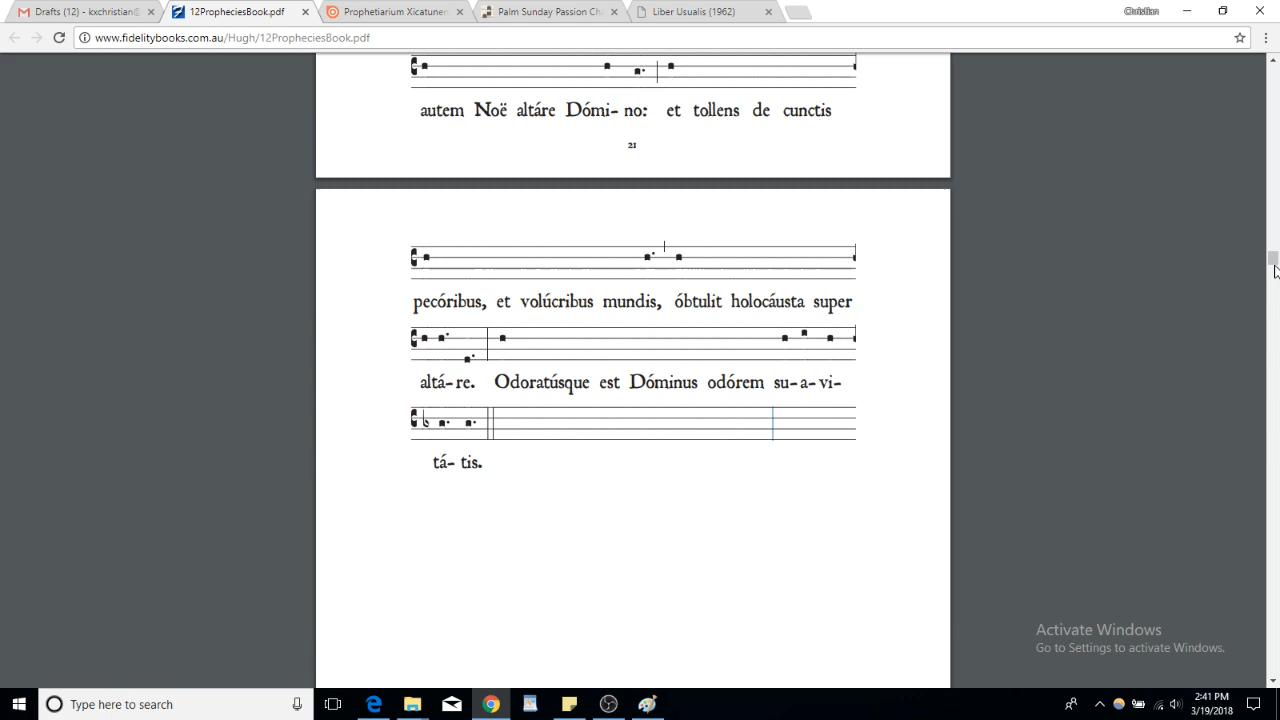 Drafts (12) - kxchristian@
12PropheciesBook.pdf
Prophetiarium Xicatuner
Palm Sunday Passion Ch
Liber Usualis (1962)
Christian
www.fidelitybooks.com.au/Hugh/12PropheciesBook.pdf
autem Noë altáre Dómi- no: et tollens de cunctis
21
pecóribus, et volúcribus mundis, óbtulit holocáusta super
altá- re. Odoratúsque est Dóminus odórem su- a- vi-
tá- tis.
Activate Windows
Go to Settings to activate Windows.
Type here to search
2:41 PM
3/19/2018